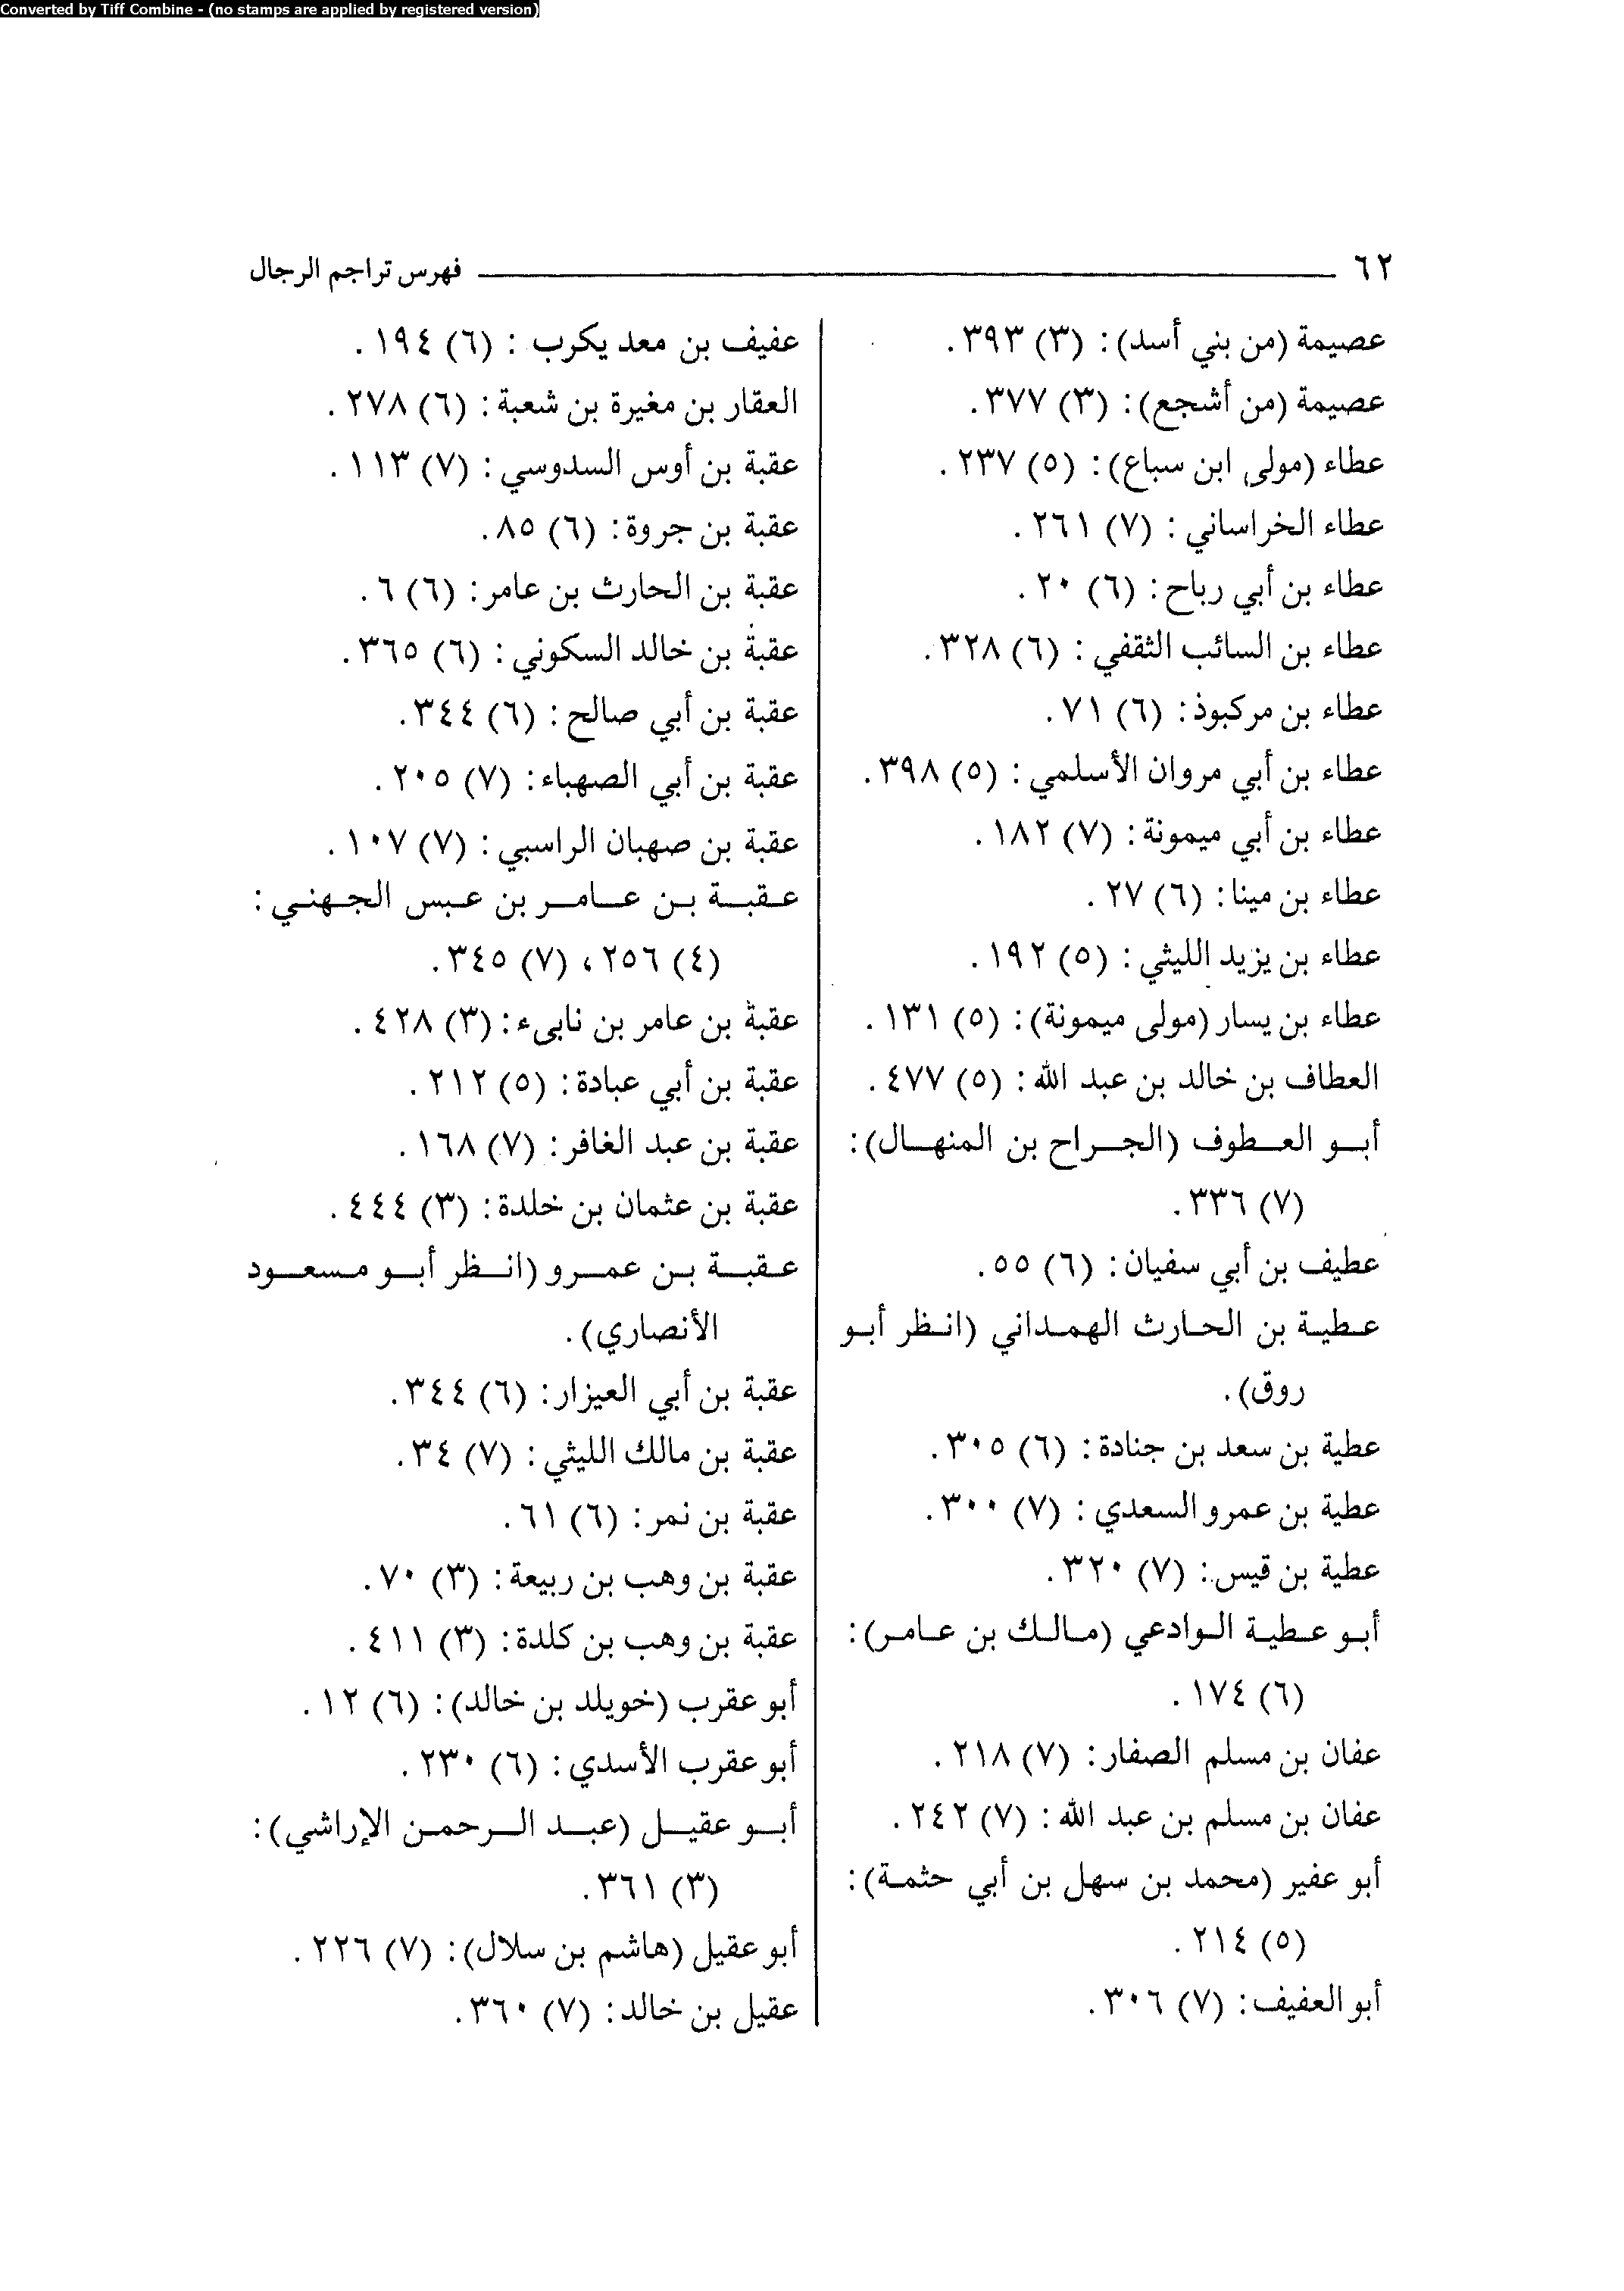 Converted by Tiff Combine - (no stamps are applied by registered version)
٦٢ فهرس تراجم الرجال
عصيمة (من بني أسد): (٣) ٣٩٣.
عصيمة (من أشجع): (٣) ٣٧٧.
عطاء (مولى ابن سباع): (٥) ٢٣٧.
عطاء الخراساني: (٧) ٢٦١.
عطاء بن أبي رباح: (٦) ٢٠.
عطاء بن السائب الثقفي: (٦) ٣٢٨.
عطاء بن مركبوذ: (٦) ٧١.
عطاء بن أبي مروان الأسلمي: (٥) ٣٩٨.
عطاء بن أبي ميمونة: (٧) ١٨٢.
عطاء بن مينا: (٦) ٢٧.
عطاء بن يزيد الليثي: (٥) ١٩٢.
عطاء بن يسار (مولى ميمونة): (٥) ١٣١.
العطاف بن خالد بن عبد الله: (٥) ٤٧٧.
أبو العطوف (الجراح بن المنهال):
(٧) ٣٣٦.
عطيف بن أبي سفيان: (٦) ٥٥.
عطية بن الحارث الهمداني (انظر أبو
روق).
عطية بن سعد بن جنادة: (٦) ٣٠٥.
عطية بن عمرو السعدي: (٧) ٣٠٠.
عطية بن قيس: (٧) ٣٢٠.
أبو عطية الوادعي (مالك بن عامر):
(٦) ١٧٤.
عفان بن مسلم الصفار: (٧) ٢١٨.
عفان بن مسلم بن عبد الله: (٧) ٢٤٢.
أبو عفير (محمد بن سهل بن أبي حثمة):
(٥) ٢١٤.
أبو العفيف: (٧) ٣٠٦.
عفيف بن معد يكرب: (٦) ١٩٤.
العقار بن مغيرة بن شعبة: (٦) ٢٧٨.
عقبة بن أوس السدوسي: (٧) ١١٣.
عقبة بن جروة: (٦) ٨٥.
عقبة بن الحارث بن عامر: (٦) ٦.
عقبة بن خالد السكوني: (٦) ٣٦٥.
عقبة بن أبي صالح: (٦) ٣٤٤.
عقبة بن أبي الصهباء: (٧) ٢٠٥.
عقبة بن صهبان الراسبي: (٧) ١٠٧.
عقبة بن عامر بن عبس الجهني:
(٤) ٢٥٦، (٧) ٣٤٥.
عقبة بن عامر بن نابىء: (٣) ٤٢٨.
عقبة بن أبي عبادة: (٥) ٢١٢.
عقبة بن عبد الغافر: (٧) ١٦٨.
عقبة بن عثمان بن خلدة: (٣) ٤٤٤.
عقبة بن عمرو (انظر أبو مسعود
الأنصاري).
عقبة بن أبي العيزار: (٦) ٣٤٤.
عقبة بن مالك الليثي: (٧) ٣٤.
عقبة بن نمر: (٦) ٦١.
عقبة بن وهب بن ربيعة: (٣) ٧٠.
عقبة بن وهب بن كلدة: (٣) ٤١١.
أبو عقرب (خويلد بن خالد): (٦) ١٢.
أبو عقرب الأسدي: (٦) ٢٣٠.
أبو عقيل (عبد الرحمن الإراشي):
(٣) ٣٦١.
أبو عقيل (هاشم بن سلال): (٧) ٢٢٦.
عقيل بن خالد: (٧) ٣٦٠.